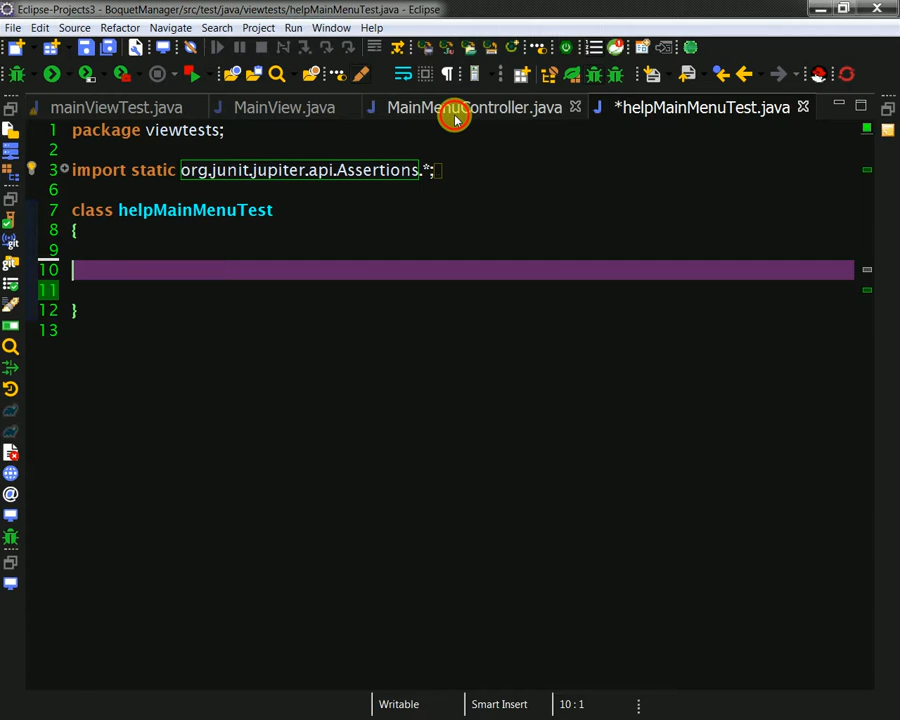 Eclipse-Projects3 - BoquetManager/src/test/java/viewtests/helpMainMenuTest.java - Eclipse
File Edit Source Refactor Navigate Search Project Run Window Help
mainViewTest.java MainView.java MainMenuController.java *helpMainMenuTest.java
1 package viewtests;
2
3 import static org.junit.jupiter.api.Assertions.*;
6
7 class helpMainMenuTest
8 {
9
10
11
12 }
13
Writable Smart Insert 10 : 1